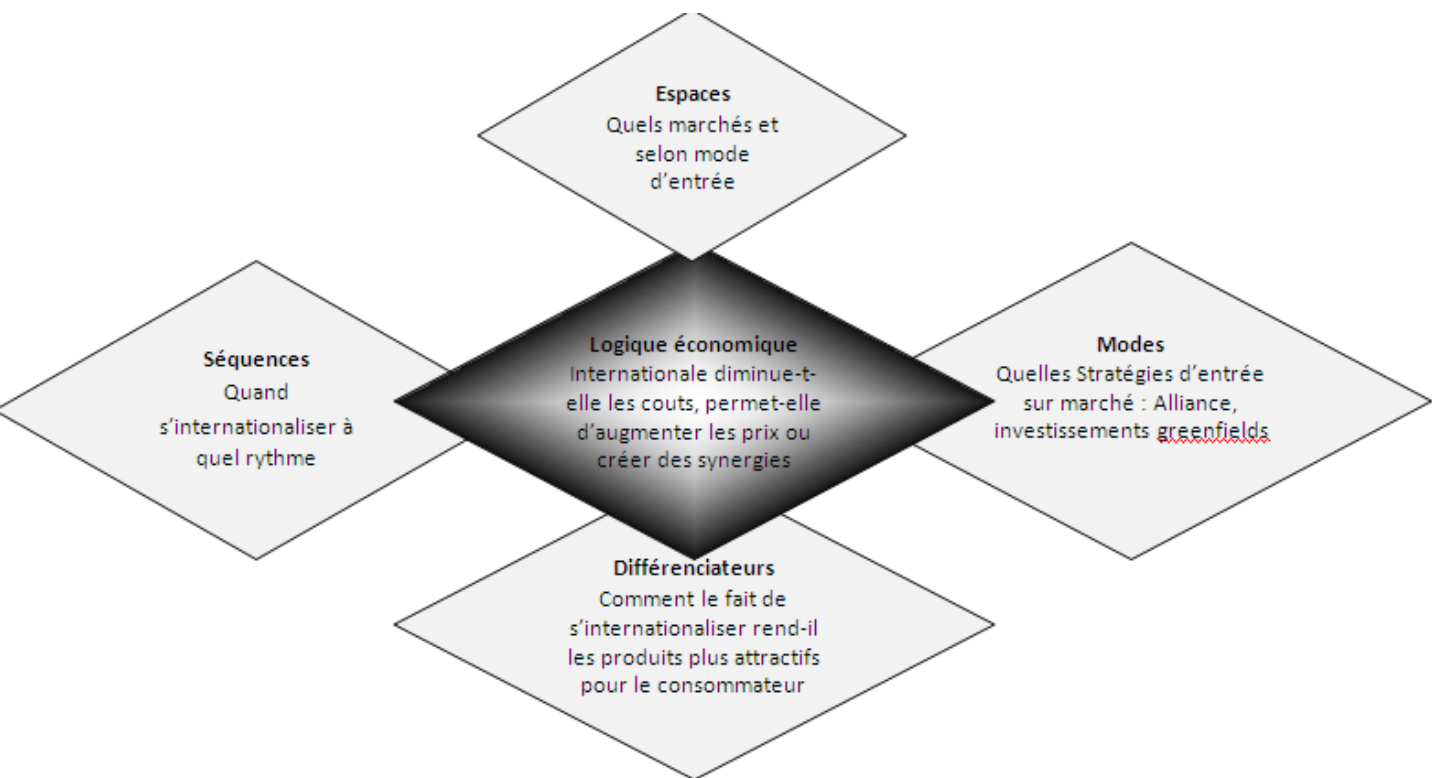 Espaces
Quels marchés et
selon mode
d’entrée
Séquences
Quand
s’internationaliser à
quel rythme
Logique économique
Internationale diminue-t-
elle les couts, permet-elle
d’augmenter les prix ou
créer des synergies
Modes
Quelles Stratégies d’entrée
sur marché : Alliance,
investissements greenfields
Différenciateurs
Comment le fait de
s’internationaliser rend-il
les produits plus attractifs
pour le consommateur